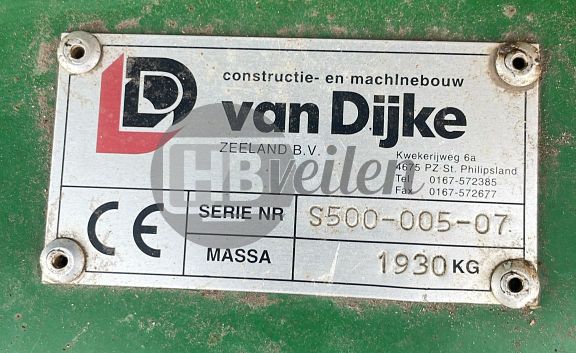 constructie- en machinebouw
van Dijke
ZEELAND B.V.
Kwekerijweg 6a
4675 PZ St. Philipsland
Tel. 0167-572385
Fax 0167-572677
HBveilen
CE
SERIE NR S500-005-07
MASSA 1930 KG